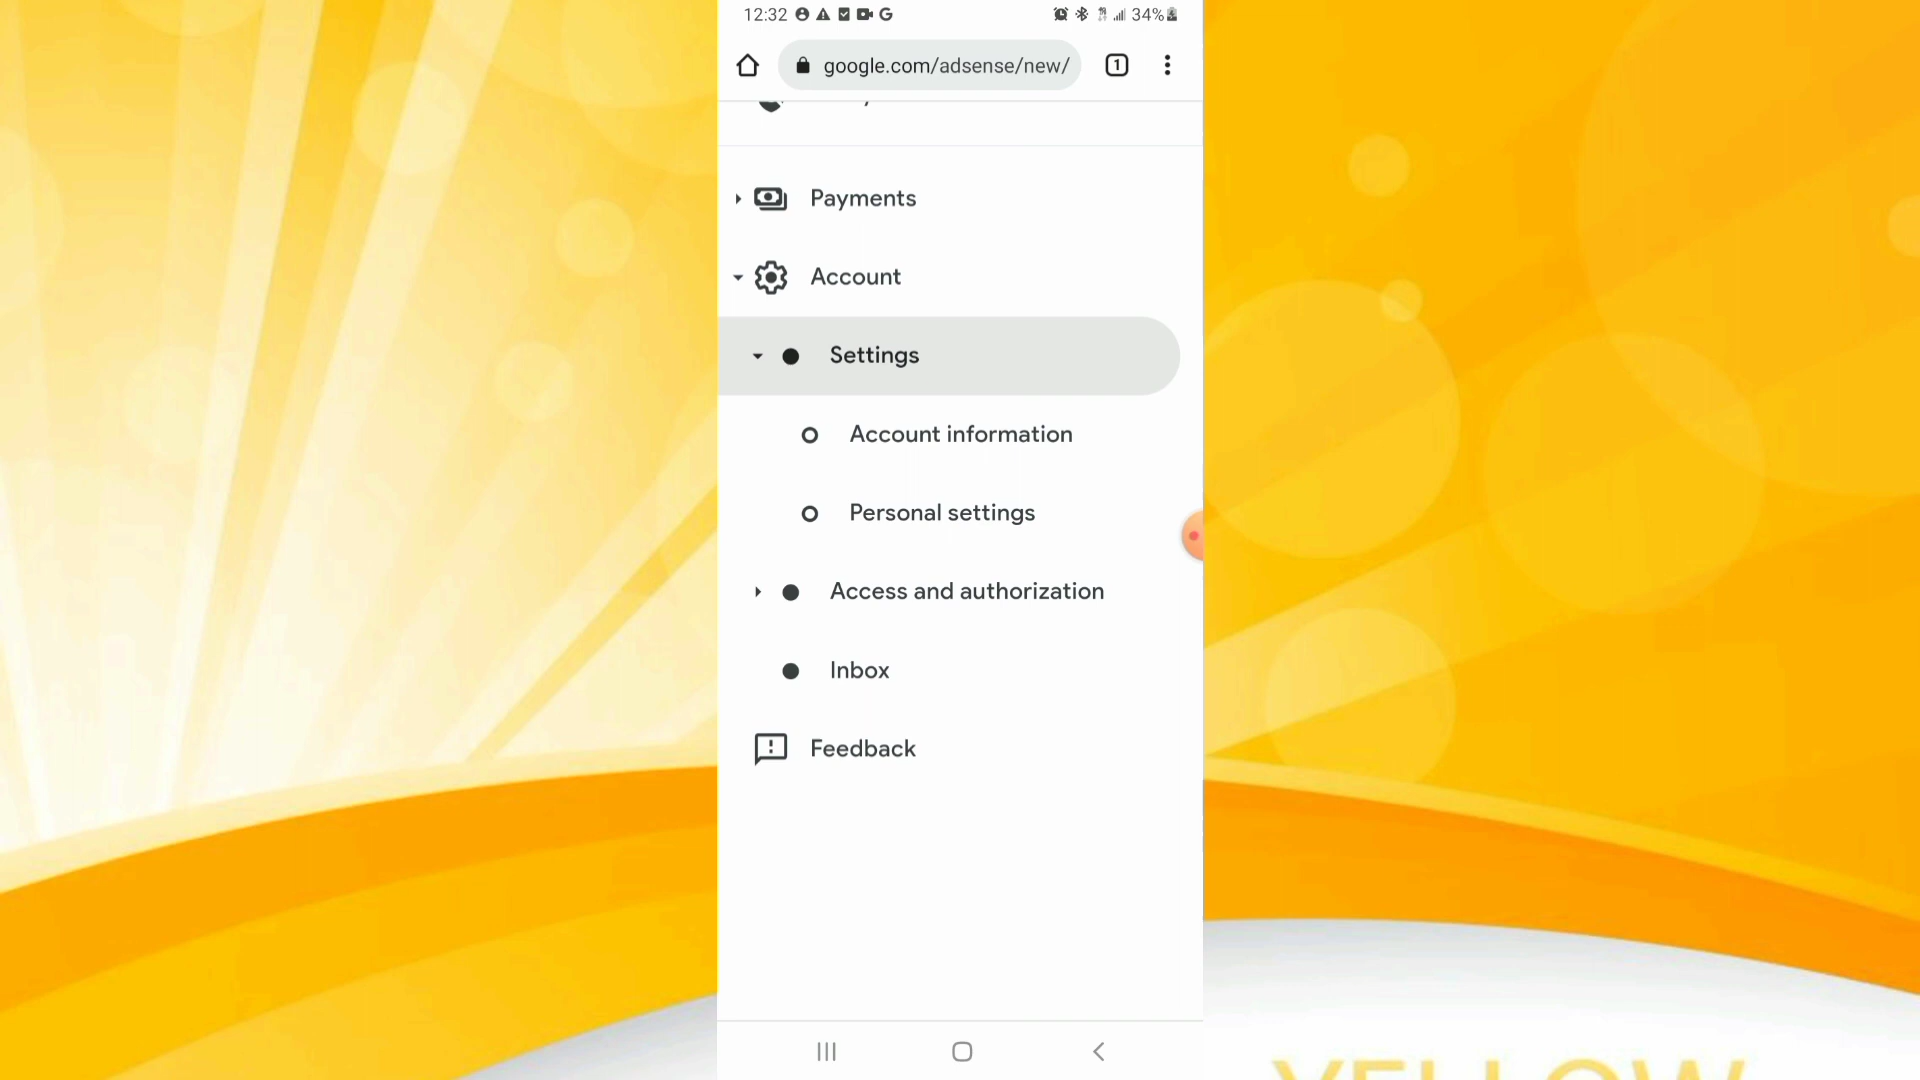 12:32
34%
google.com/adsense/new/
1
Payments
Account
Settings
Account information
Personal settings
Access and authorization
Inbox
Feedback
YELLOW